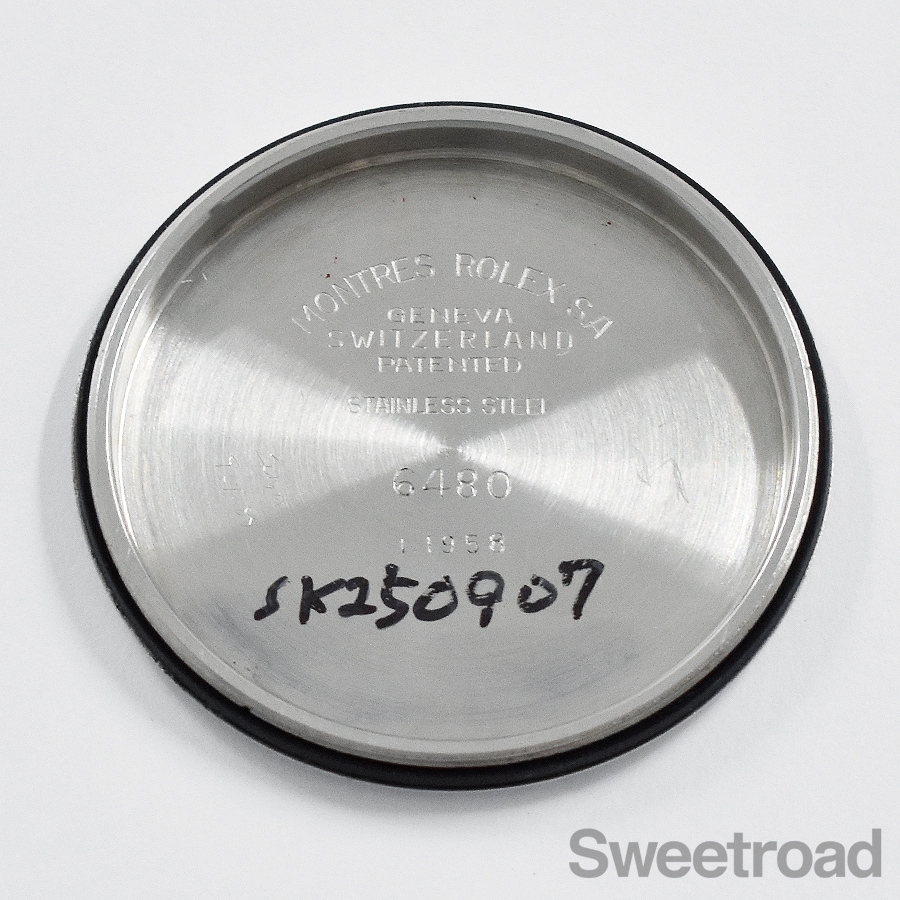 MONTRES ROLEX SA
GENEVA
SWITZERLAND
PATENTED
STAINLESS STEEL
6480
I.1958
SK250907
Sweetroad